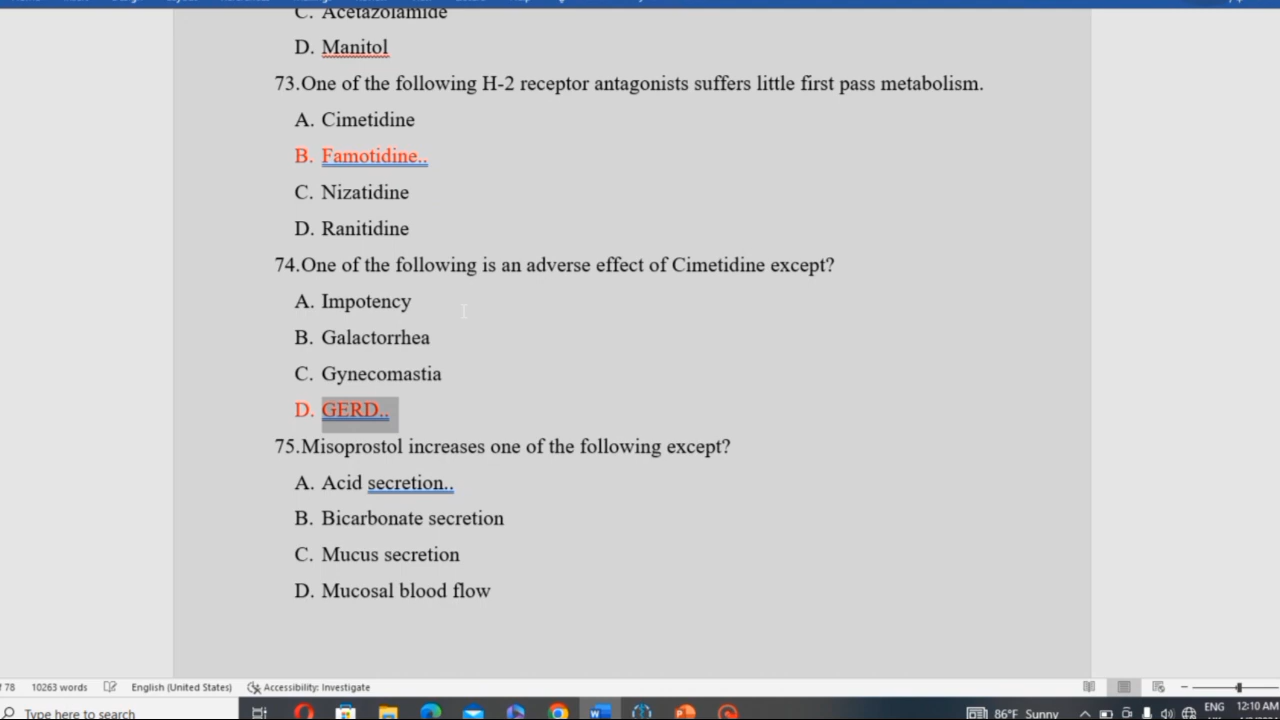 C. Acetazolamide
D. Manitol
73.One of the following H-2 receptor antagonists suffers little first pass metabolism.
A. Cimetidine
B. Famotidine..
C. Nizatidine
D. Ranitidine
74.One of the following is an adverse effect of Cimetidine except?
A. Impotency
B. Galactorrhea
C. Gynecomastia
D. GERD..
75.Misoprostol increases one of the following except?
A. Acid secretion..
B. Bicarbonate secretion
C. Mucus secretion
D. Mucosal blood flow
78 10263 words English (United States) Accessibility: Investigate
Type here to search 86°F Sunny ENG 12:10 AM